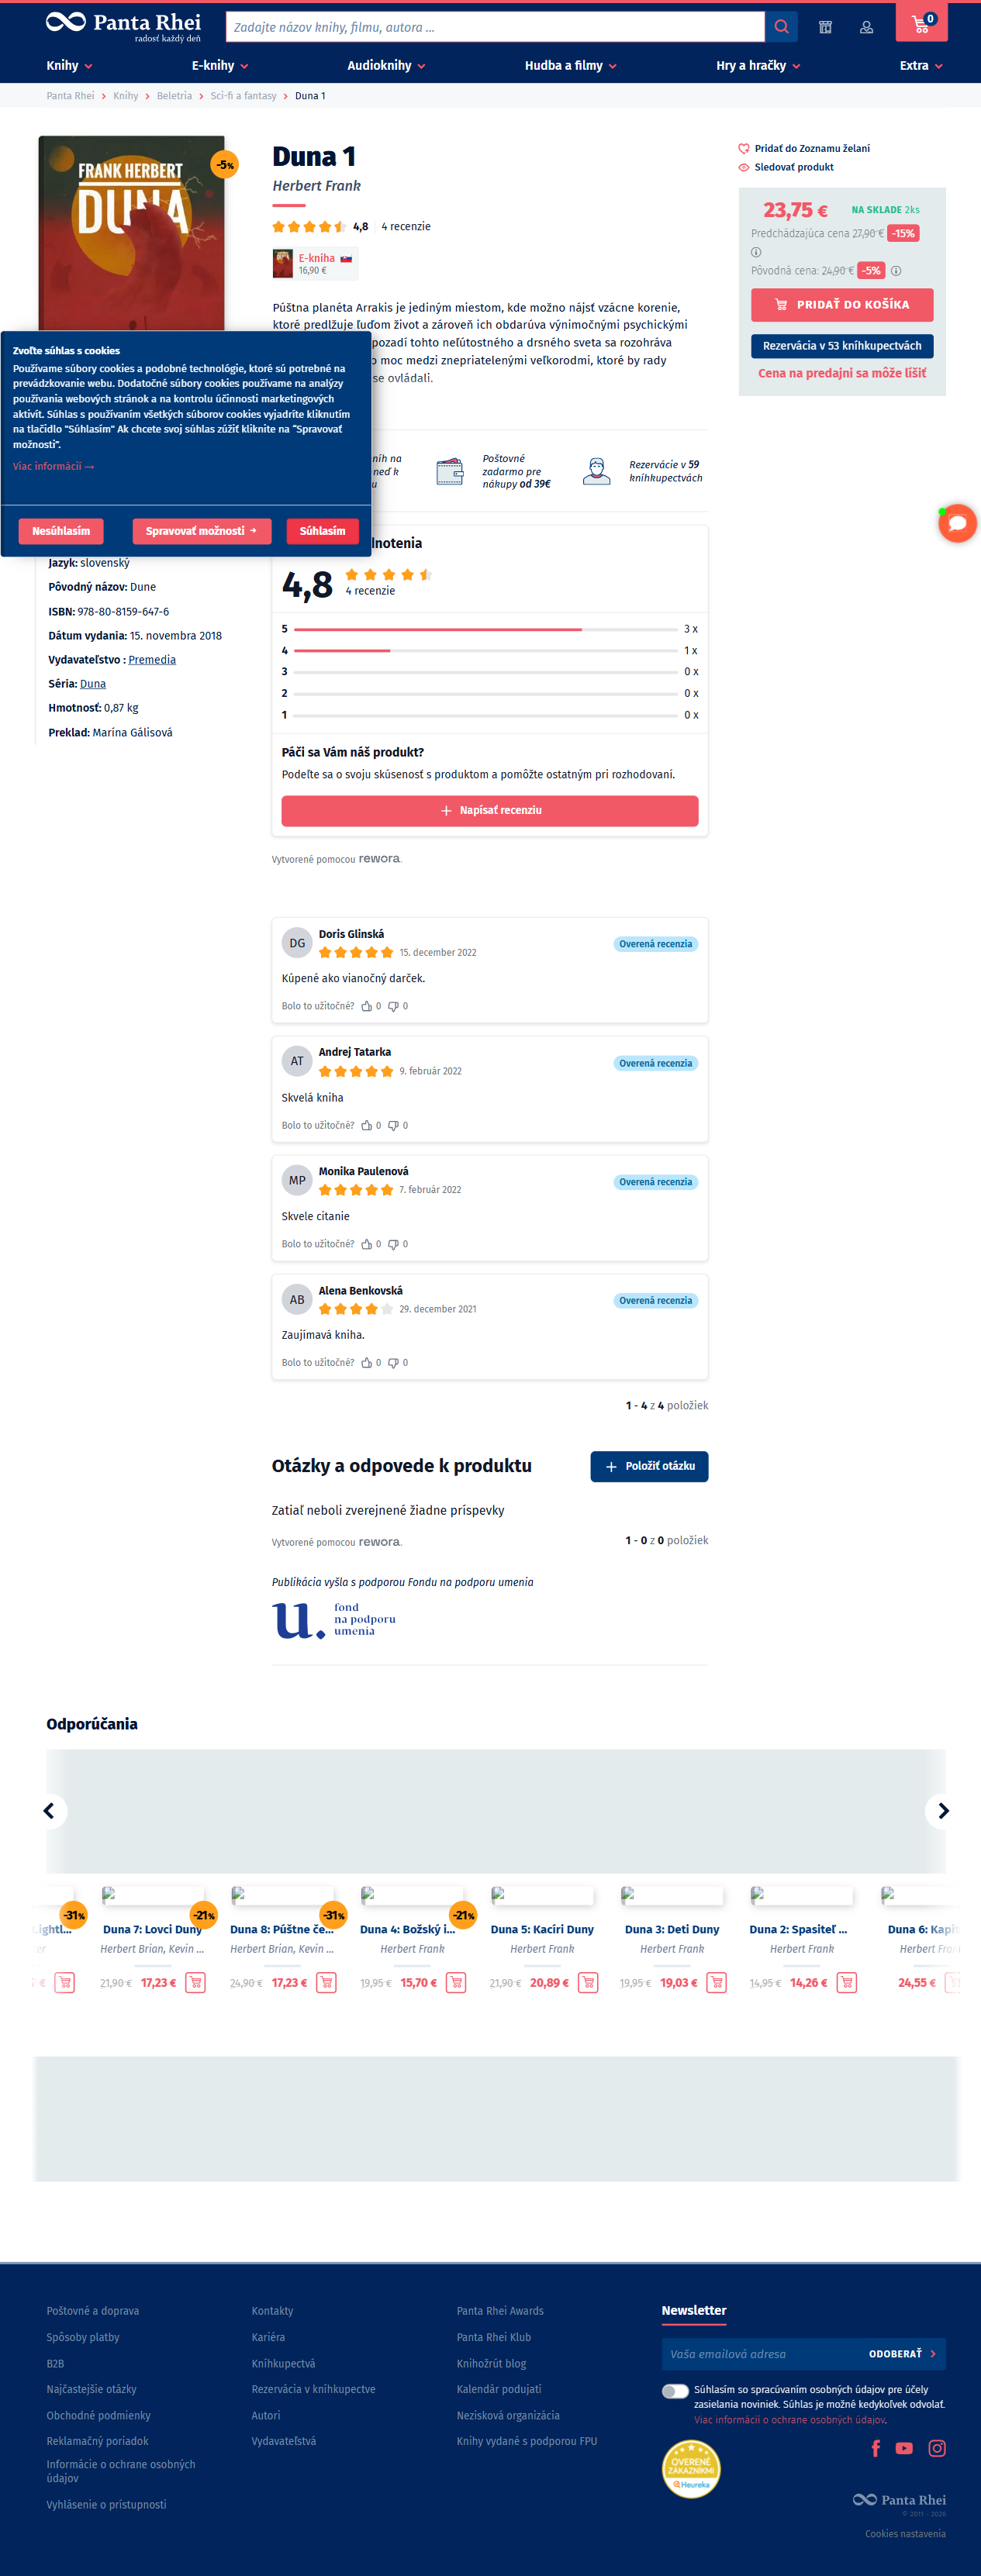 Panta Rhei
radosť každý deň
Zadajte názov knihy, filmu, autora ...
0
Knihy
E-knihy
Audioknihy
Hudba a filmy
Hry a hračky
Extra
Panta Rhei > Knihy > Beletria > Sci-fi a fantasy > Duna 1
FRANK HERBERT
DUNA
-5%
Duna 1
Herbert Frank
4,8
4 recenzie
E-kniha
16,90 €
Púštna planéta Arrakis je jediným miestom, kde možno nájsť vzácne korenie,
ktoré predlžuje ľuďom život a zároveň ich obdarúva výnimočnými psychickými
pozadí tohto neľútostného a drsného sveta sa rozohráva
moc medzi znepriatelenými veľkorodmi, ktoré by rady
se ovládali.
Pridať do Zoznamu želaní
Sledovať produkt
23,75 €
NA SKLADE 2ks
Predchádzajúca cena 27,90 € -15%
Pôvodná cena: 24,90 € -5%
PRIDAŤ DO KOŠÍKA
Rezervácia v 53 kníhkupectvách
Cena na predajni sa môže líšiť
Zvoľte súhlas s cookies
Používame súbory cookies a podobné technológie, ktoré sú potrebné na
prevádzkovanie webu. Dodatočné súbory cookies používame na analýzy
používania webových stránok a na kontrolu účinnosti marketingových
aktivít. Súhlas s používaním všetkých súborov cookies vyjadríte kliknutím
na tlačidlo "Súhlasím" Ak chcete svoj súhlas zúžiť kliknite na “Spravovať
možnosti”.
Viac informácií
Nesúhlasím
Spravovať možnosti
Súhlasím
Poštovné
zadarmo pre
nákupy od 39€
Rezervácie v 59
kníhkupectvách
Jazyk: slovenský
Pôvodný názov: Dune
ISBN: 978-80-8159-647-6
Dátum vydania: 15. novembra 2018
Vydavateľstvo : Premedia
Séria: Duna
Hmotnosť: 0,87 kg
Preklad: Marína Gálisová
4,8
4 recenzie
5 3 x
4 1 x
3 0 x
2 0 x
1 0 x
Páči sa Vám náš produkt?
Podeľte sa o svoju skúsenosť s produktom a pomôžte ostatným pri rozhodovaní.
Napísať recenziu
Vytvorené pomocou rewora.
DG
Doris Glinská
15. december 2022
Overená recenzia
Kúpené ako vianočný darček.
Bolo to užitočné? 0 0
AT
Andrej Tatarka
9. február 2022
Overená recenzia
Skvelá kniha
Bolo to užitočné? 0 0
MP
Monika Paulenová
7. február 2022
Overená recenzia
Skvele citanie
Bolo to užitočné? 0 0
AB
Alena Benkovská
29. december 2021
Overená recenzia
Zaujímavá kniha.
Bolo to užitočné? 0 0
1 - 4 z 4 položiek
Otázky a odpovede k produktu
Položiť otázku
Zatiaľ neboli zverejnené žiadne príspevky
Vytvorené pomocou rewora.
1 - 0 z 0 položiek
Publikácia vyšla s podporou Fondu na podporu umenia
u.
fond
na podporu
umenia
Odporúčania
-31%
-21%
-31%
-21%
Duna 7: Lovci Duny
Duna 8: Púštne če...
Duna 4: Božský i...
Duna 5: Kacíri Duny
Duna 3: Deti Duny
Duna 2: Spasiteľ ...
Duna 6:
Herbert Brian, Kevin ...
Herbert Brian, Kevin ...
Herbert Frank
Herbert Frank
Herbert Frank
Herbert Frank
Herbert
21,90 € 17,23 €
24,90 € 17,23 €
19,95 € 15,70 €
21,90 € 20,89 €
19,95 € 19,03 €
14,95 € 14,26 €
24,55 €
Poštovné a doprava
Spôsoby platby
B2B
Najčastejšie otázky
Obchodné podmienky
Reklamačný poriadok
Informácie o ochrane osobných
údajov
Vyhlásenie o prístupnosti
Kontakty
Kariéra
Kníhkupectvá
Rezervácia v kníhkupectve
Autori
Vydavateľstvá
Panta Rhei Awards
Panta Rhei Klub
Knihožrút blog
Kalendár podujatí
Nezisková organizácia
Knihy vydané s podporou FPU
Newsletter
Vaša emailová adresa
ODOBERAŤ
Súhlasím so spracúvaním osobných údajov pre účely
zasielania noviniek. Súhlas je možné kedykoľvek odvolať.
Viac informácií o ochrane osobných údajov.
OVERENÉ
ZÁKAZNÍKMI
Heureka
Panta Rhei
© 2011 - 2026
Cookies nastavenia